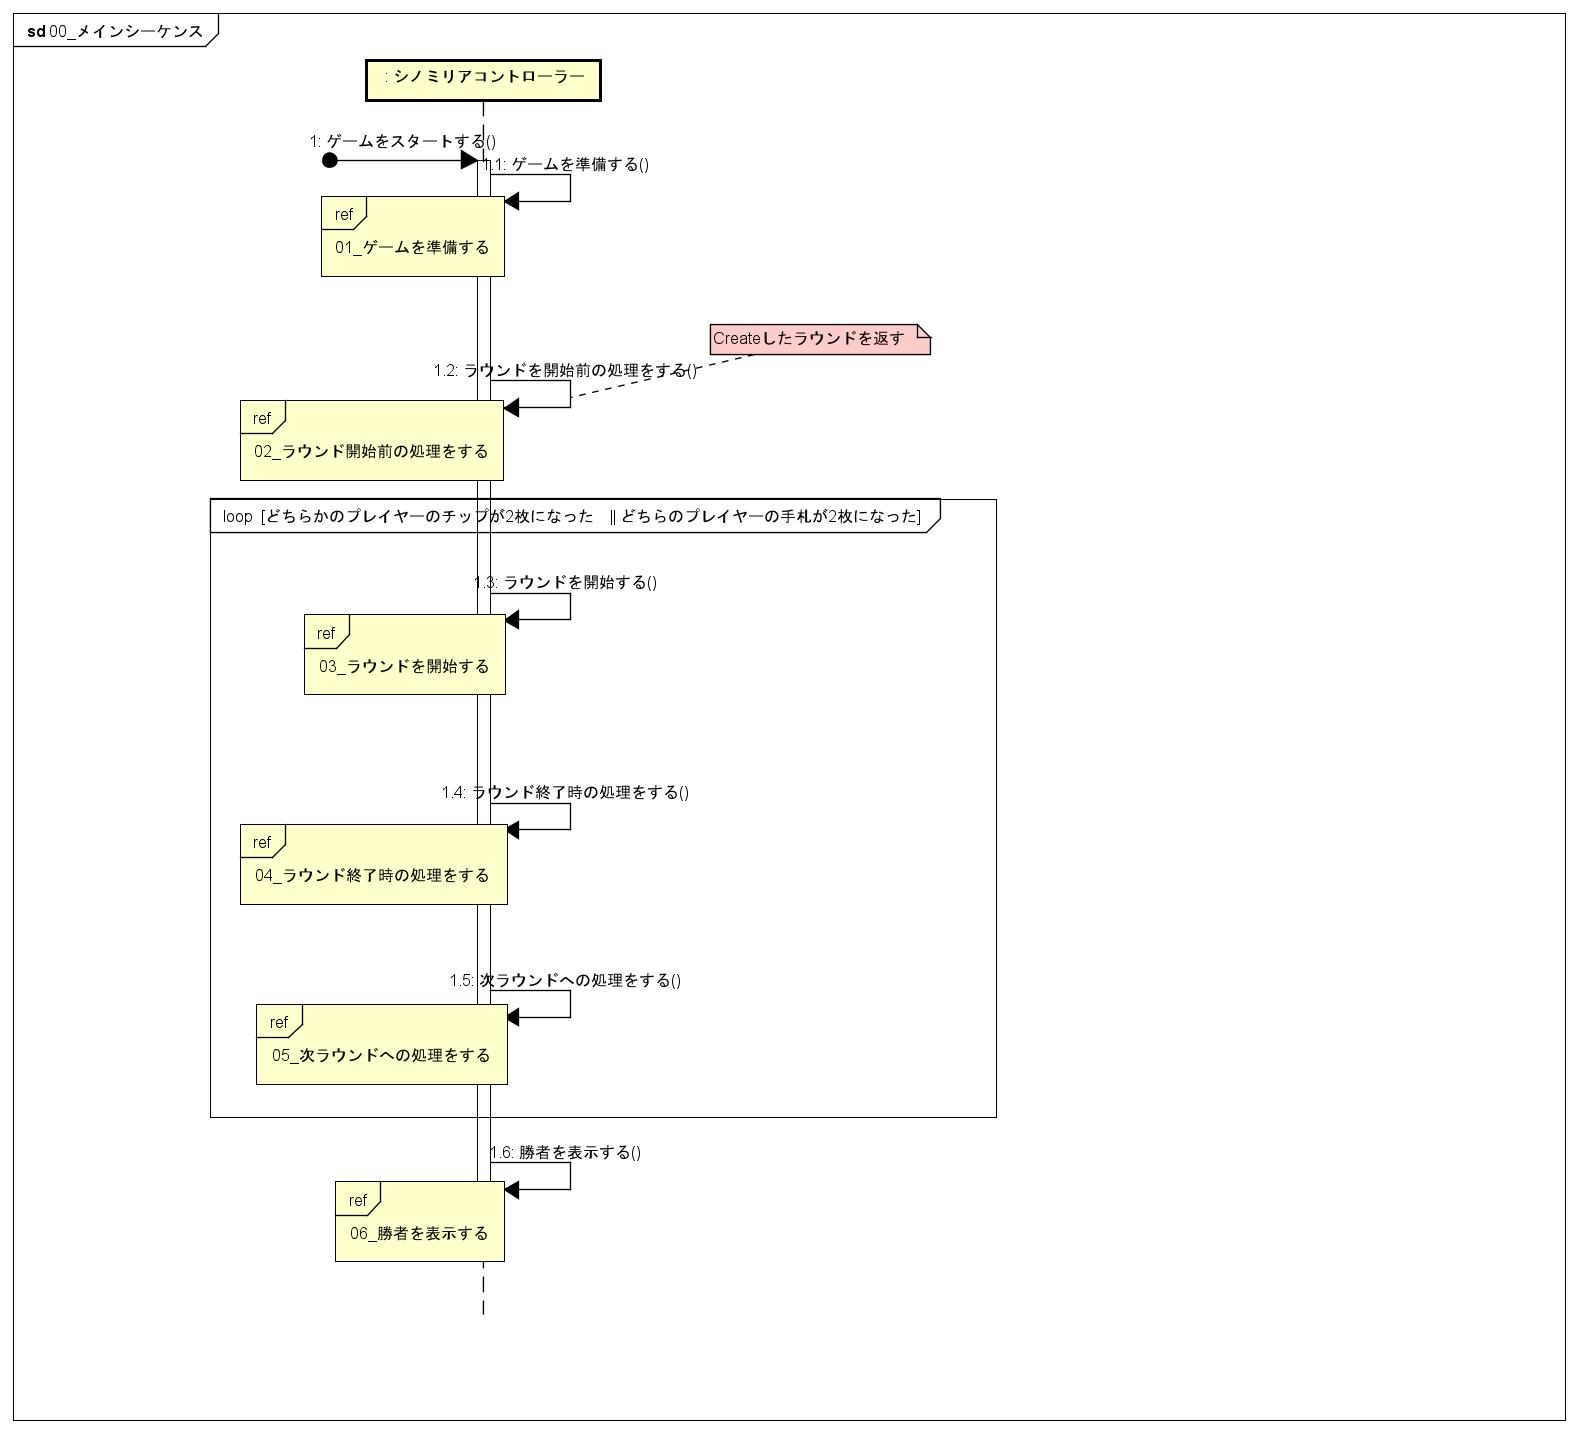 sd 00_メインシーケンス
: シノミリアコントローラー
1: ゲームをスタートする()
1.1: ゲームを準備する()
ref
01_ゲームを準備する
Createしたラウンドを返す
1.2: ラウンドを開始前の処理をする()
ref
02_ラウンド開始前の処理をする
loop [どちらかのプレイヤーのチップが2枚になった || どちらのプレイヤーの手札が2枚になった]
1.3: ラウンドを開始する()
ref
03_ラウンドを開始する
1.4: ラウンド終了時の処理をする()
ref
04_ラウンド終了時の処理をする
1.5: 次ラウンドへの処理をする()
ref
05_次ラウンドへの処理をする
1.6: 勝者を表示する()
ref
06_勝者を表示する